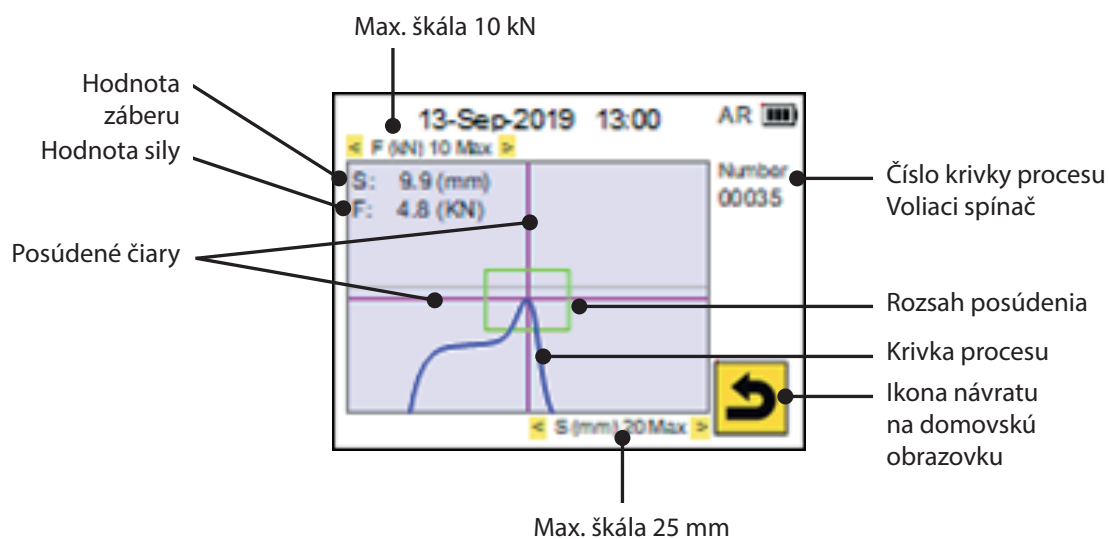 Max. škála 10 kN
Hodnota
záberu
Hodnota sily
Posúdené čiary
13-Sep-2019 13:00 AR
< F (kN) 10 Max >
S: 9.9 (mm)
F: 4.8 (KN)
Number
00035
< S (mm) 20 Max >
Číslo krivky procesu
Voliaci spínač
Rozsah posúdenia
Krivka procesu
Ikona návratu
na domovskú
obrazovku
Max. škála 25 mm